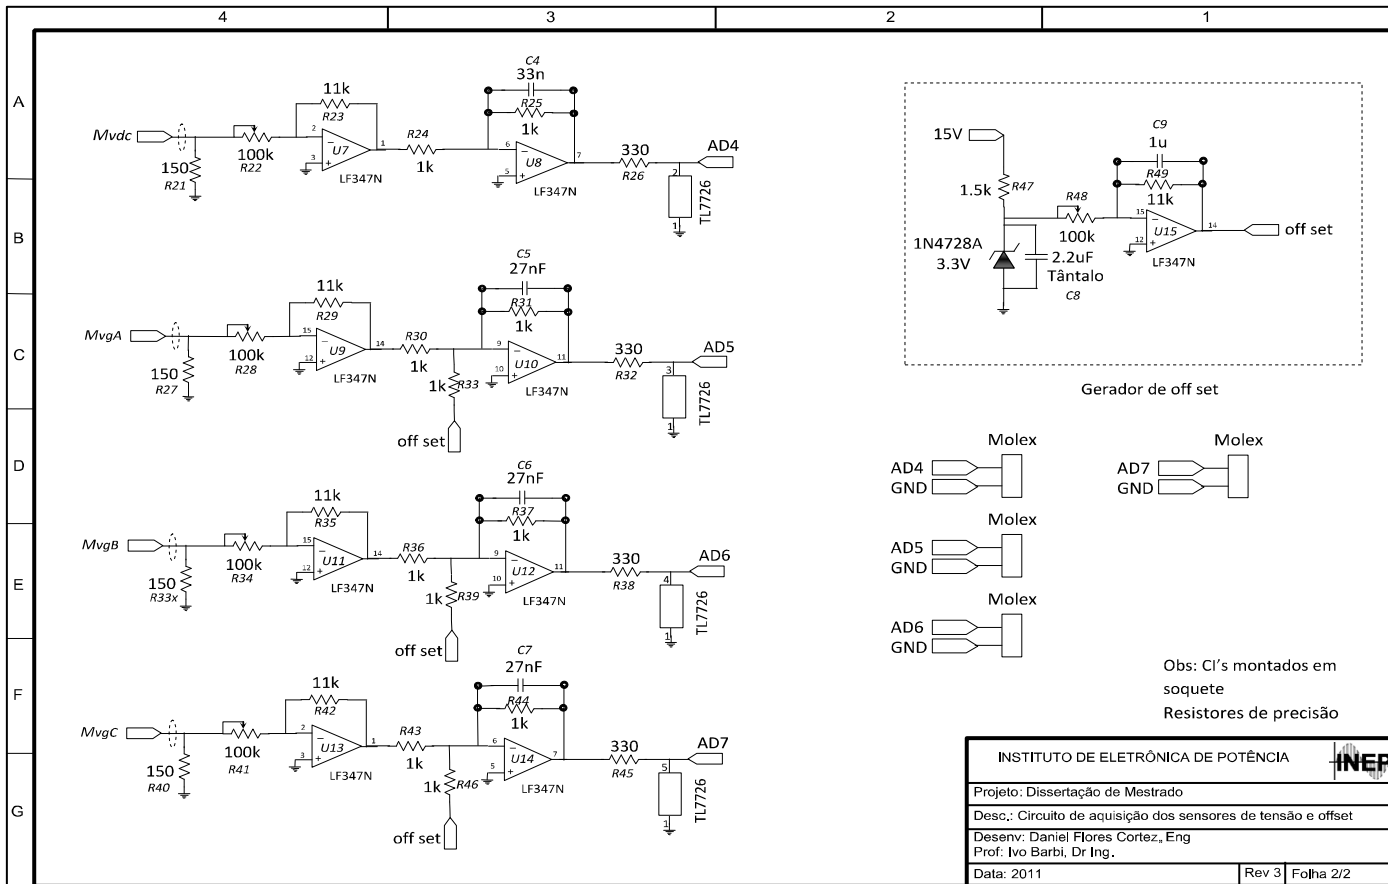 4
3
2
1
A
B
C
D
E
F
G
C4
33n
R25
1k
11k
R23
Mvdc
150
R21
100k
R22
2
3
1
U7
LF347N
R24
1k
6
5
7
U8
LF347N
330
R26
AD4
2
1
TL7726
C5
27nF
R31
1k
11k
R29
MvgA
150
R27
100k
R28
15
12
14
U9
LF347N
R30
1k
1k
R33
off set
9
10
11
U10
LF347N
330
R32
AD5
3
1
TL7726
C6
27nF
R37
1k
11k
R35
MvgB
150
R33x
100k
R34
15
12
14
U11
LF347N
R36
1k
1k
R39
off set
9
10
11
U12
LF347N
330
R38
AD6
4
1
TL7726
C7
27nF
R44
1k
11k
R42
MvgC
150
R40
100k
R41
2
3
1
U13
LF347N
R43
1k
1k
R46
off set
6
5
7
U14
LF347N
330
R45
AD7
5
1
TL7726
15V
1.5k
R47
1N4728A
3.3V
2.2uF
Tântalo
C8
R48
100k
C9
1u
R49
11k
15
12
14
U15
LF347N
off set
Gerador de off set
Molex
AD4
GND
Molex
AD7
GND
Molex
AD5
GND
Molex
AD6
GND
Obs: CI's montados em
soquete
Resistores de precisão
INSTITUTO DE ELETRÔNICA DE POTÊNCIA
INEP
Projeto: Dissertação de Mestrado
Desc.: Circuito de aquisição dos sensores de tensão e offset
Desenv: Daniel Flores Cortez, Eng
Prof: Ivo Barbi, Dr Ing.
Data: 2011
Rev 3
Folha 2/2